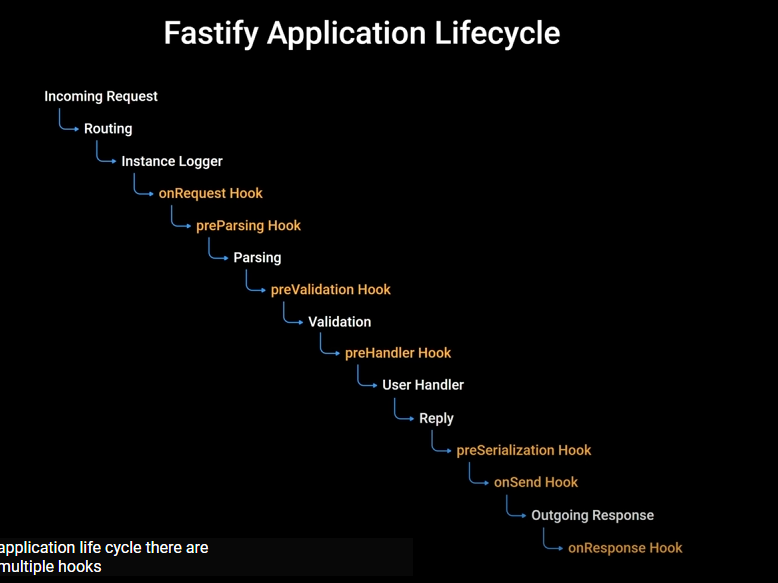 Fastify Application Lifecycle
Incoming Request
Routing
Instance Logger
onRequest Hook
preParsing Hook
Parsing
preValidation Hook
Validation
preHandler Hook
User Handler
Reply
preSerialization Hook
onSend Hook
Outgoing Response
onResponse Hook
application life cycle there are
multiple hooks